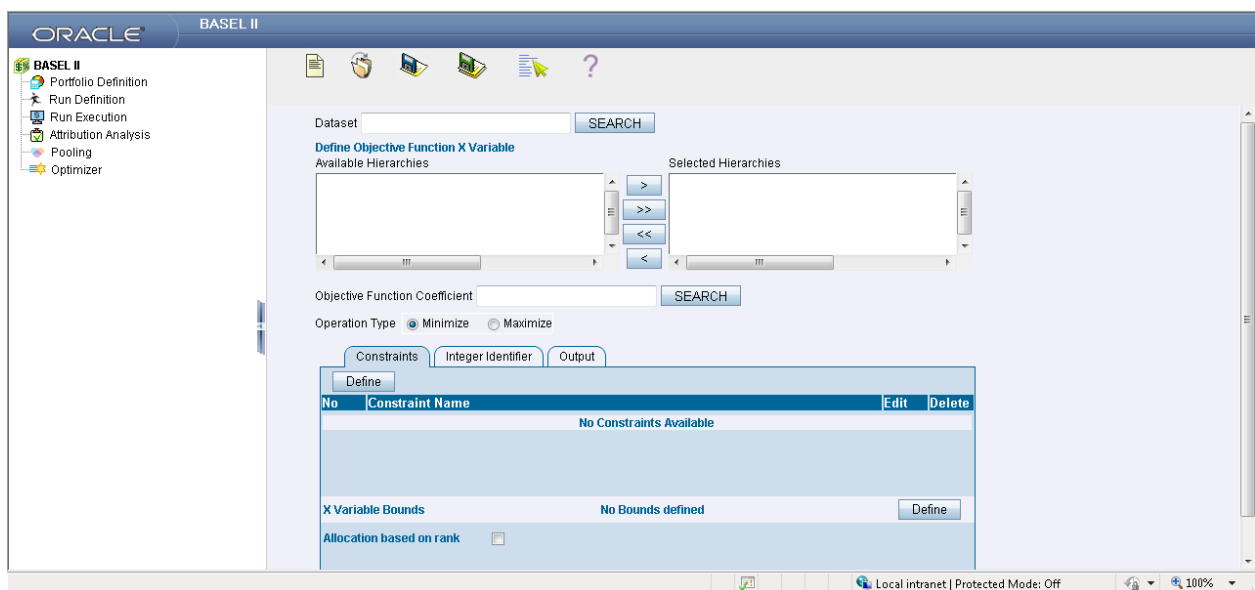 ORACLE
BASEL II
BASEL II
Portfolio Definition
Run Definition
Run Execution
Attribution Analysis
Pooling
Optimizer
?
Dataset SEARCH
Define Objective Function X Variable
Available Hierarchies Selected Hierarchies
>
>>
<<
<
Objective Function Coefficient SEARCH
Operation Type Minimize Maximize
Constraints Integer Identifier Output
Define
No Constraint Name Edit Delete
No Constraints Available
X Variable Bounds No Bounds defined Define
Allocation based on rank
Local intranet | Protected Mode: Off 100%